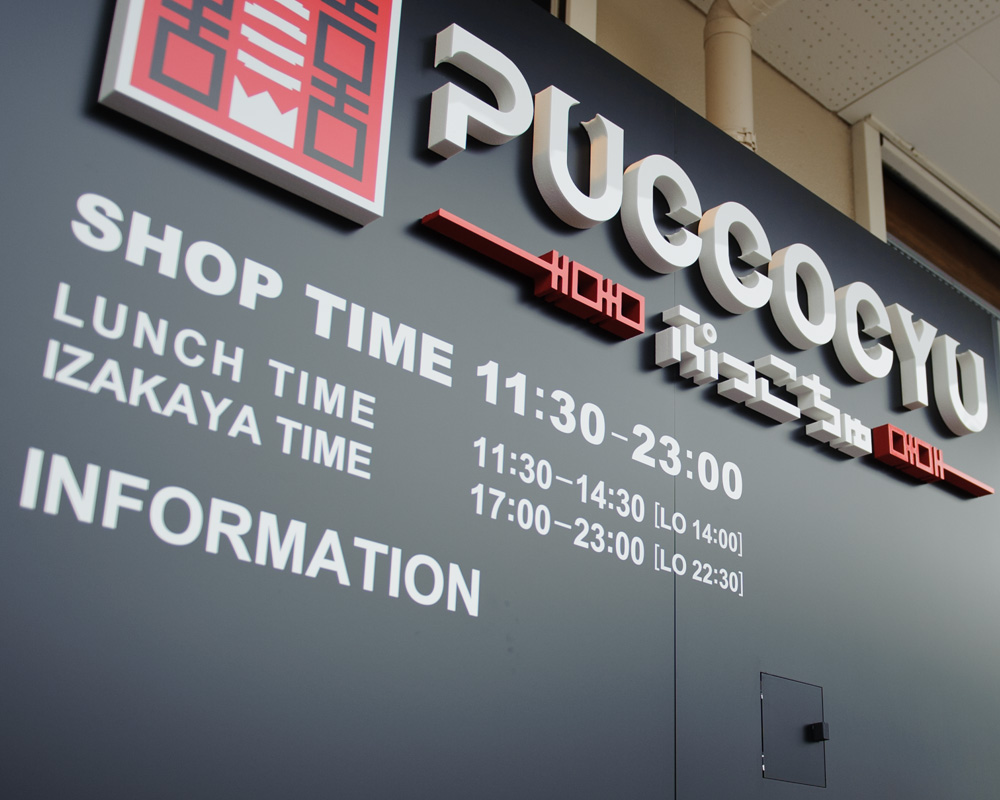 PUCCOCYU
ぷっこちゅ
SHOP TIME 11:30–23:00
LUNCH TIME 11:30–14:30 [LO 14:00]
IZAKAYA TIME 17:00–23:00 [LO 22:30]
INFORMATION